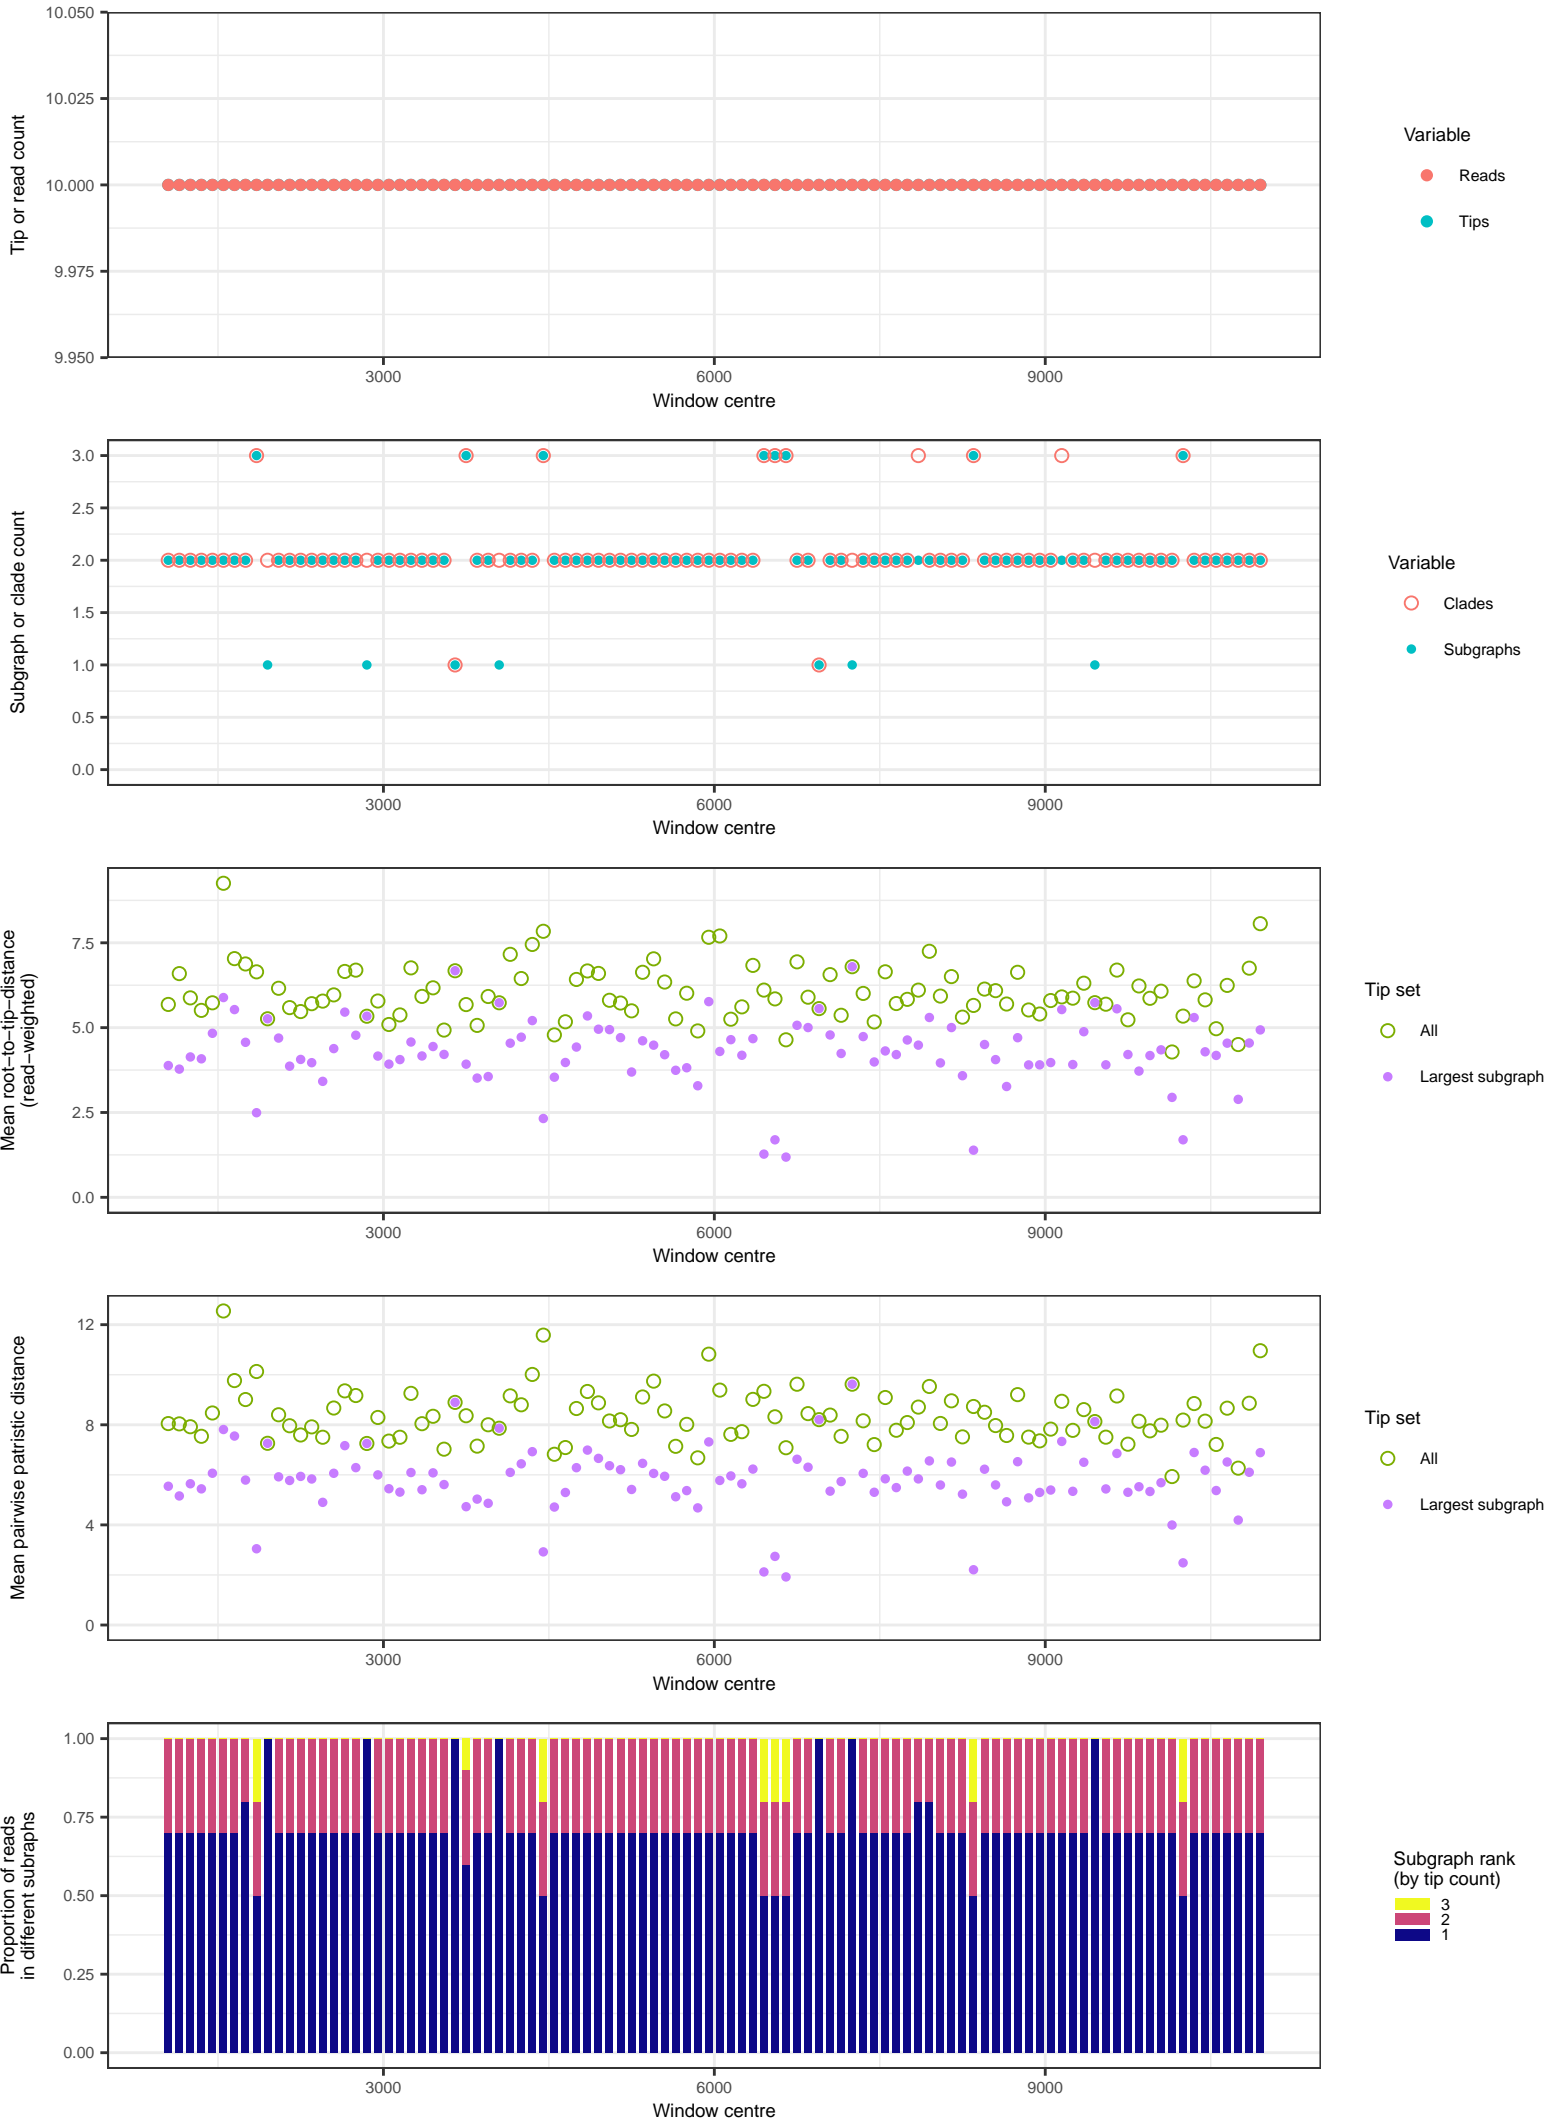 10.050
10.025
10.000
9.975
9.950
Tip or read count
3000 6000 9000
Window centre
Variable
Reads
Tips
3.0
2.5
2.0
1.5
1.0
0.5
0.0
Subgraph or clade count
3000 6000 9000
Window centre
Variable
Clades
Subgraphs
7.5
5.0
2.5
0.0
Mean root−to−tip−distance
(read−weighted)
3000 6000 9000
Window centre
Tip set
All
Largest subgraph
12
8
4
0
Mean pairwise patristic distance
3000 6000 9000
Window centre
Tip set
All
Largest subgraph
1.00
0.75
0.50
0.25
0.00
Proportion of reads
in different subraphs
3000 6000 9000
Window centre
Subgraph rank
(by tip count)
3
2
1